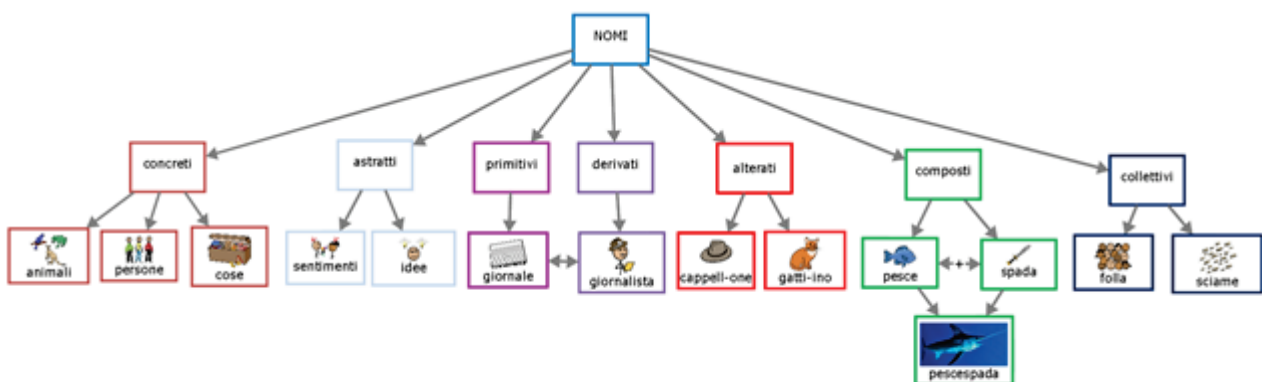 NOMI
concreti
astratti
primitivi
derivati
alterati
composti
collettivi
animali
persone
cose
sentimenti
idee
giornale
giornalista
cappell-one
gatti-ino
pesce
+
spada
folla
sciame
pescespada